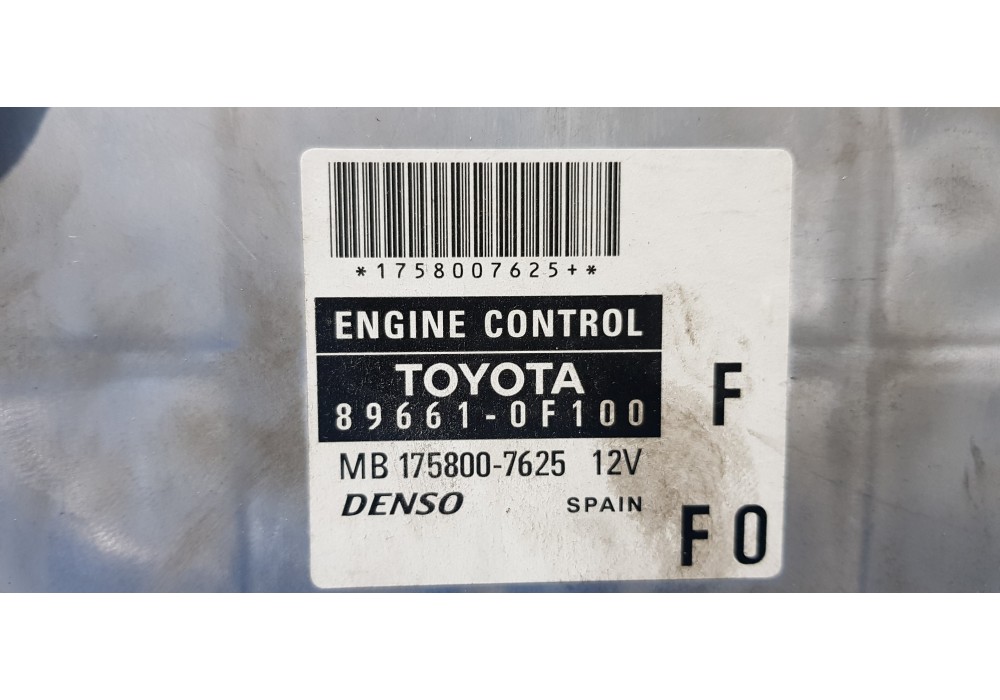 *1758007625+*
ENGINE CONTROL
TOYOTA
89661-0F100
F
MB 175800-7625 12V
DENSO SPAIN
F0